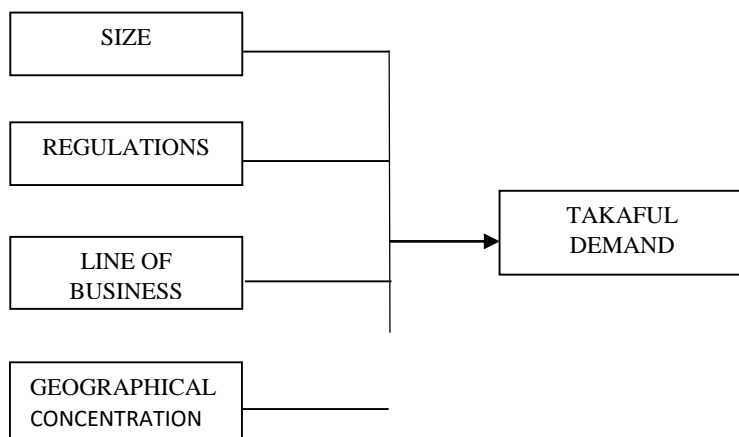 SIZE
REGULATIONS
TAKAFUL
DEMAND
LINE OF
BUSINESS
GEOGRAPHICAL
CONCENTRATION